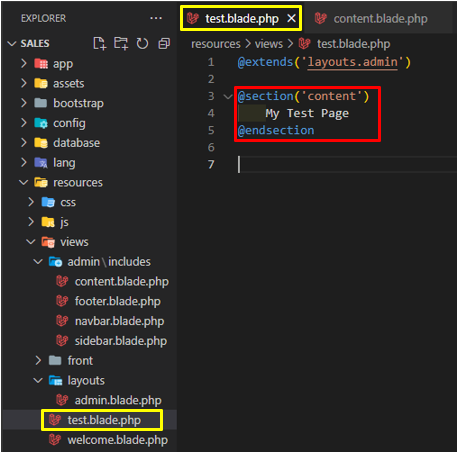 EXPLORER
SALES
app
assets
bootstrap
config
database
lang
resources
css
js
views
admin\includes
content.blade.php
footer.blade.php
navbar.blade.php
sidebar.blade.php
front
layouts
admin.blade.php
test.blade.php
welcome.blade.php
test.blade.php
content.blade.php
resources > views > test.blade.php
1 @extends('layouts.admin')
2
3 @section('content')
4 My Test Page
5 @endsection
6
7